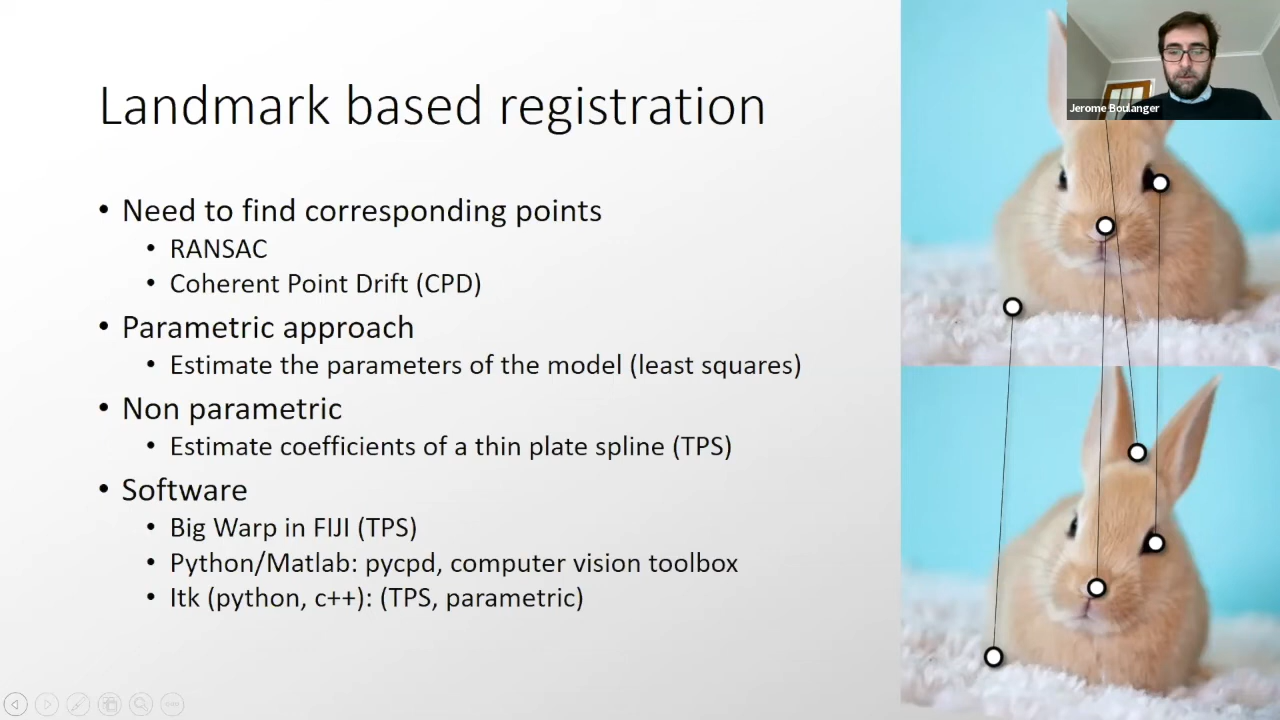 Landmark based registration
• Need to find corresponding points
• RANSAC
• Coherent Point Drift (CPD)
• Parametric approach
• Estimate the parameters of the model (least squares)
• Non parametric
• Estimate coefficients of a thin plate spline (TPS)
• Software
• Big Warp in FIJI (TPS)
• Python/Matlab: pycpd, computer vision toolbox
• Itk (python, c++): (TPS, parametric)
Jerome Boulanger